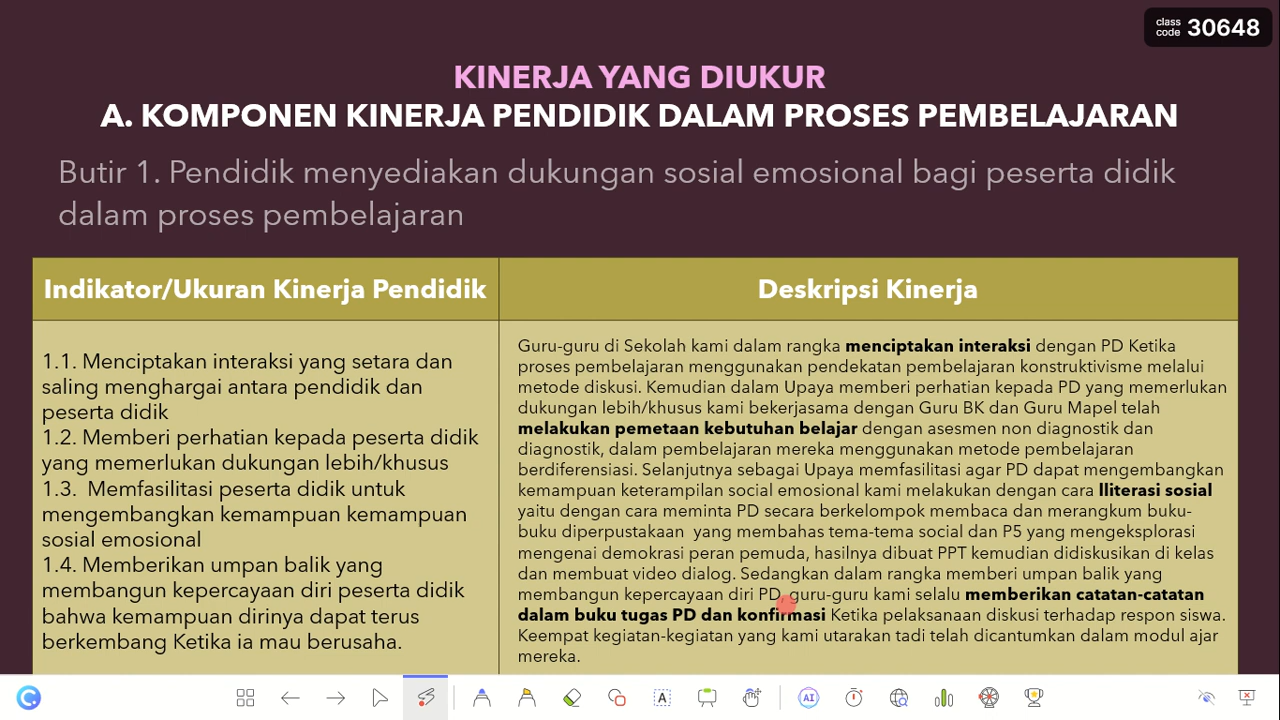 class
code 30648
KINERJA YANG DIUKUR
A. KOMPONEN KINERJA PENDIDIK DALAM PROSES PEMBELAJARAN
Butir 1. Pendidik menyediakan dukungan sosial emosional bagi peserta didik
dalam proses pembelajaran
Indikator/Ukuran Kinerja Pendidik
1.1. Menciptakan interaksi yang setara dan
saling menghargai antara pendidik dan
peserta didik
1.2. Memberi perhatian kepada peserta didik
yang memerlukan dukungan lebih/khusus
1.3.  Memfasilitasi peserta didik untuk
mengembangkan kemampuan kemampuan
sosial emosional
1.4. Memberikan umpan balik yang
membangun kepercayaan diri peserta didik
bahwa kemampuan dirinya dapat terus
berkembang Ketika ia mau berusaha.
Deskripsi Kinerja
Guru-guru di Sekolah kami dalam rangka menciptakan interaksi dengan PD Ketika
proses pembelajaran menggunakan pendekatan pembelajaran konstruktivisme melalui
metode diskusi. Kemudian dalam Upaya memberi perhatian kepada PD yang memerlukan
dukungan lebih/khusus kami bekerjasama dengan Guru BK dan Guru Mapel telah
melakukan pemetaan kebutuhan belajar dengan asesmen non diagnostik dan
diagnostik, dalam pembelajaran mereka menggunakan metode pembelajaran
berdiferensiasi. Selanjutnya sebagai Upaya memfasilitasi agar PD dapat mengembangkan
kemampuan keterampilan social emosional kami melakukan dengan cara lliterasi sosial
yaitu dengan cara meminta PD secara berkelompok membaca dan merangkum buku-
buku diperpustakaan  yang membahas tema-tema social dan P5 yang mengeksplorasi
mengenai demokrasi peran pemuda, hasilnya dibuat PPT kemudian didiskusikan di kelas
dan membuat video dialog. Sedangkan dalam rangka memberi umpan balik yang
membangun kepercayaan diri PD, guru-guru kami selalu memberikan catatan-catatan
dalam buku tugas PD dan konfirmasi Ketika pelaksanaan diskusi terhadap respon siswa.
Keempat kegiatan-kegiatan yang kami utarakan tadi telah dicantumkan dalam modul ajar
mereka.
A
AI